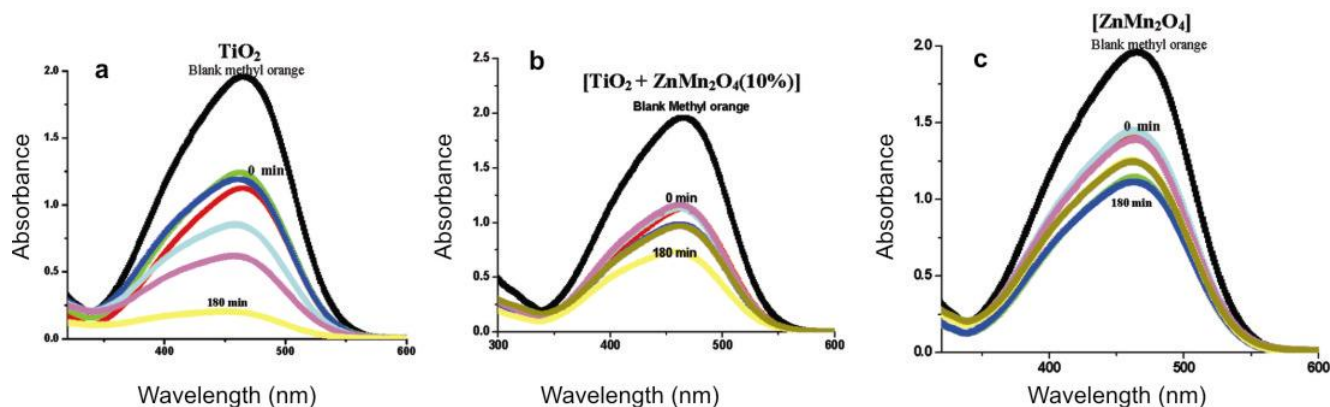 a
TiO2
Blank methyl orange
2.0
1.5
1.0
0.5
0.0
Absorbance
0 min
180 min
400
500
600
Wavelength (nm)
b
[TiO2 + ZnMn2O4(10%)]
Blank Methyl orange
2.5
2.0
1.5
1.0
0.5
0.0
Absorbance
0 min
180 min
300
400
500
600
Wavelength (nm)
c
[ZnMn2O4]
Blank methyl orange
2.0
1.5
1.0
0.5
0.0
Absorbance
0 min
180 min
400
500
600
Wavelength (nm)